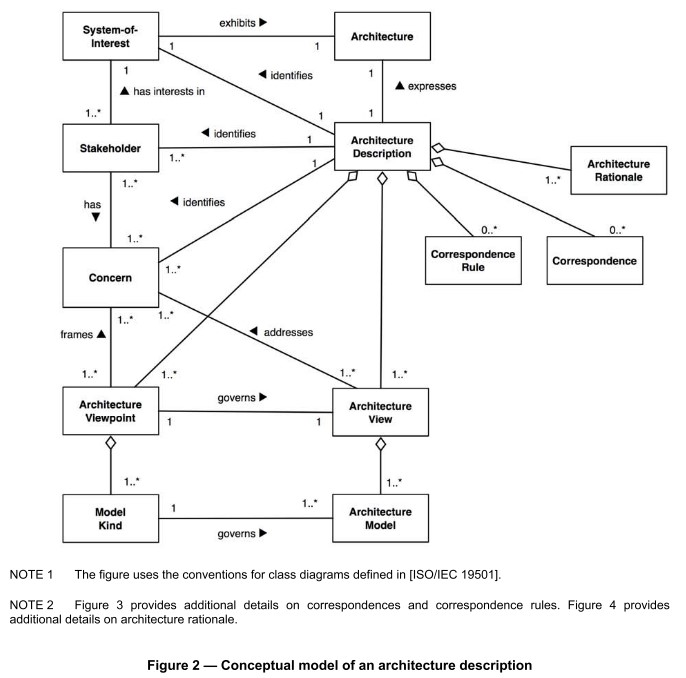 System-of-
Interest
exhibits ►
1
1
Architecture
1
◄ identifies
1
▲ expresses
▲ has interests in
1
1
1..*
Stakeholder
◄ identifies
1..*
1
Architecture
Description
1
1..*
Architecture
Rationale
1..*
has
▼
◄ identifies
1..*
1..*
0..*
0..*
Concern
Correspondence
Rule
Correspondence
1..*
1..*
frames ▲
◄ addresses
1..*
1..*
1..*
1..*
Architecture
Viewpoint
governs ►
1
1
Architecture
View
1..*
1..*
Model
Kind
1
1..*
governs ►
Architecture
Model
NOTE 1 The figure uses the conventions for class diagrams defined in [ISO/IEC 19501].
NOTE 2 Figure 3 provides additional details on correspondences and correspondence rules. Figure 4 provides
additional details on architecture rationale.
Figure 2 — Conceptual model of an architecture description